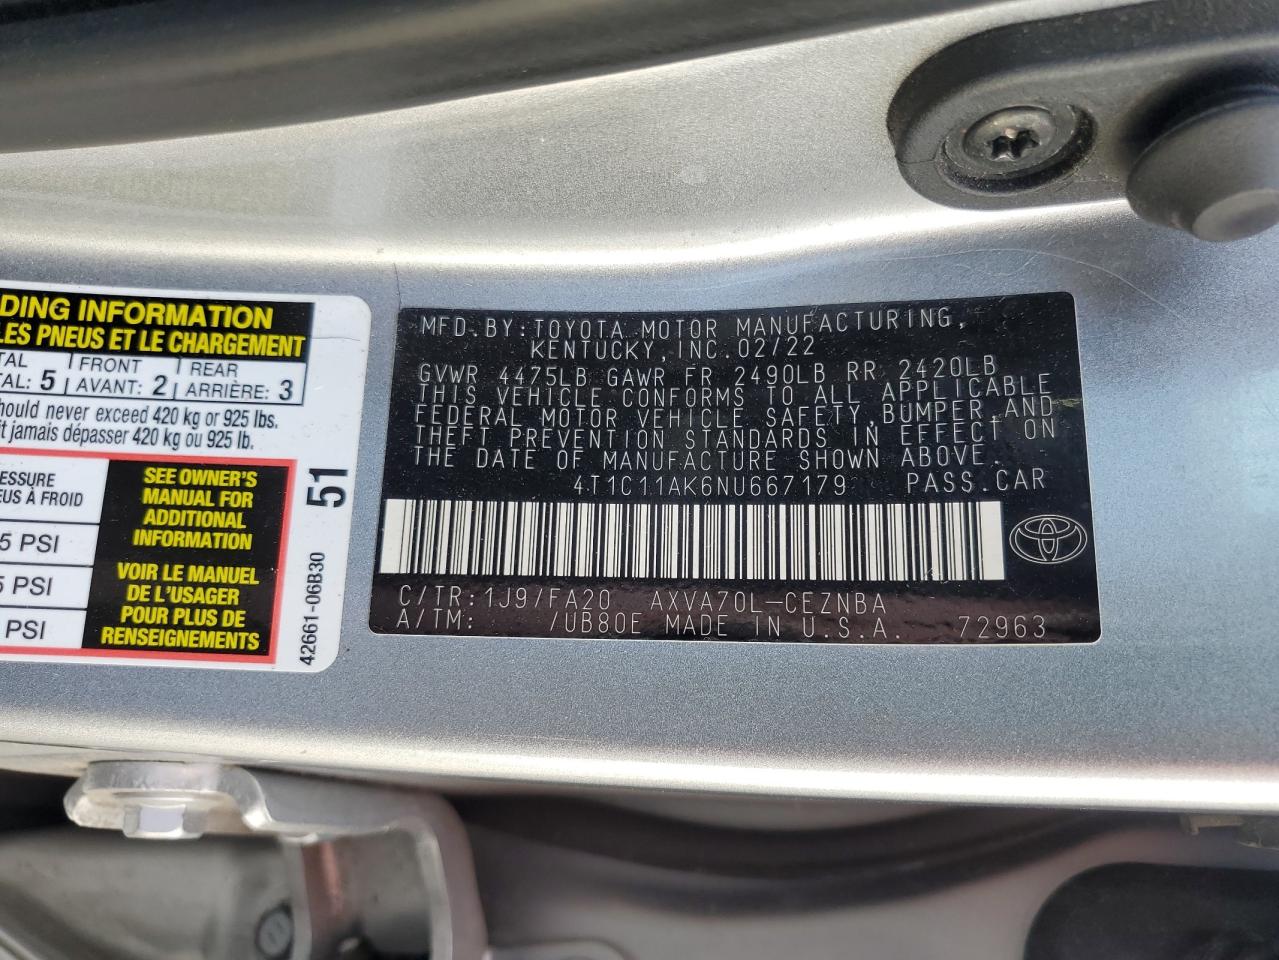 DING INFORMATION
LES PNEUS ET LE CHARGEMENT
TAL FRONT REAR
AL: 5 AVANT: 2 ARRIÈRE: 3
should never exceed 420 kg or 925 lbs.
it jamais dépasser 420 kg ou 925 lb.
ESSURE
EUS À FROID
5 PSI
5 PSI
PSI
SEE OWNER'S
MANUAL FOR
ADDITIONAL
INFORMATION
VOIR LE MANUEL
DE L'USAGER
POUR PLUS DE
RENSEIGNEMENTS
51
42661-06B30
MFD.BY:TOYOTA MOTOR MANUFACTURING,
KENTUCKY,INC.02/22
GVWR 4475LB GAWR FR 2490LB RR 2420LB
THIS VEHICLE CONFORMS TO ALL APPLICABLE
FEDERAL MOTOR VEHICLE SAFETY,BUMPER,AND
THEFT PREVENTION STANDARDS IN EFFECT ON
THE DATE OF MANUFACTURE SHOWN ABOVE.
4T1C11AK6NU667179 PASS.CAR
C/TR:1J9/FA20 AXVA70L-CEZNBA
A/TM: /UB80E MADE IN U.S.A. 72963